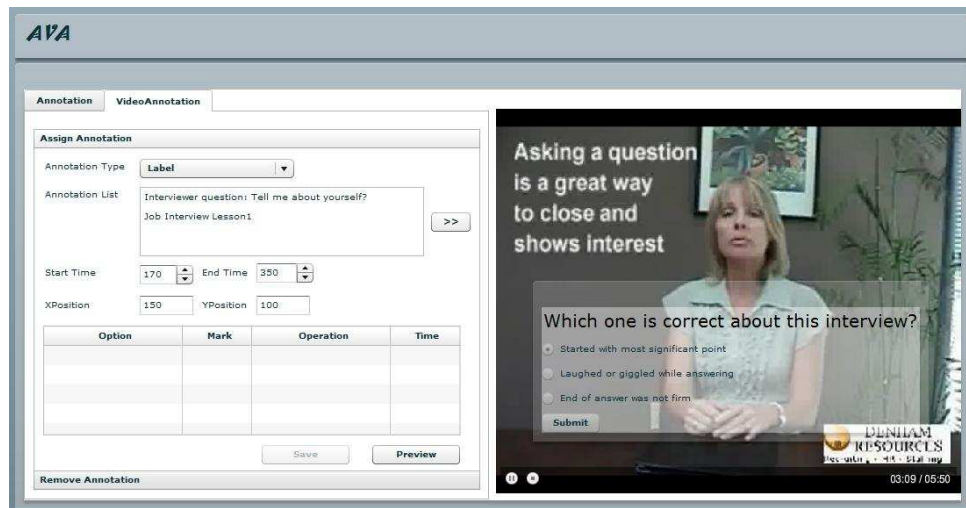 AVA
Annotation VideoAnnotation
Assign Annotation
Annotation Type Label
Annotation List Interviewer question: Tell me about yourself?
Job Interview Lesson1
>>
Start Time 170 End Time 350
XPosition 150 YPosition 100
Option Mark Operation Time
Save Preview
Remove Annotation
Asking a question
is a great way
to close and
shows interest
Which one is correct about this interview?
Started with most significant point
Laughed or giggled while answering
End of answer was not firm
Submit
DENHAM
RESOURCES
Recruiting - HR - Staffing
03:09 / 05:50